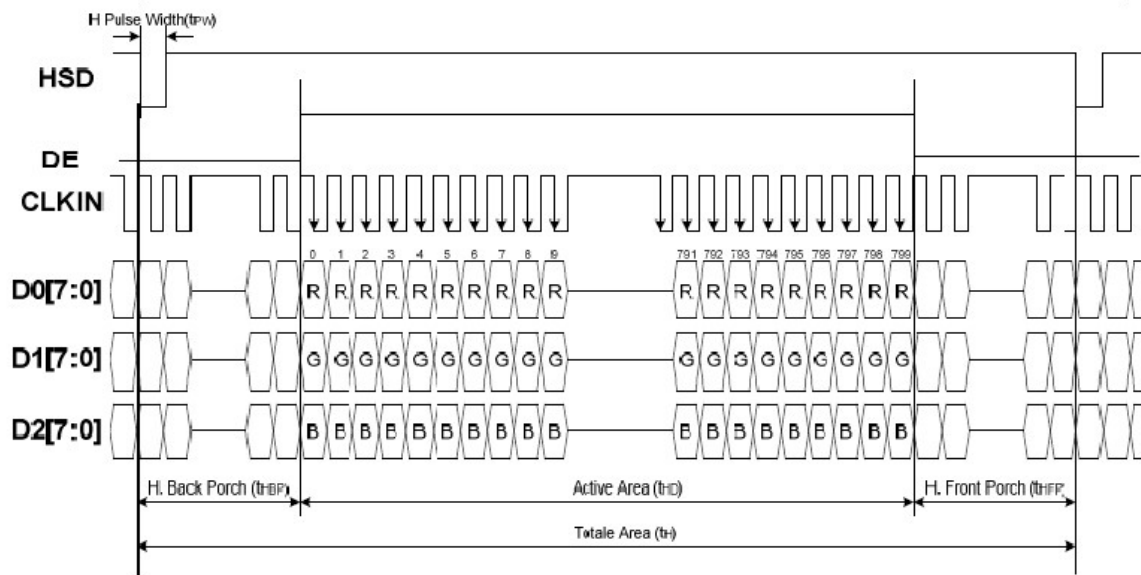 H Pulse Width(tPW)
HSD
DE
CLKIN
0 1 2 3 4 5 6 7 8 9 791 792 793 794 795 796 797 798 799
D0[7:0] R R R R R R R R R R R R R R R R R R R
D1[7:0] G G G G G G G G G G G G G G G G G G G
D2[7:0] B B B B B B B B B B B B B B B B B B B
H. Back Porch (tHBP) Active Area (tHD) H. Front Porch (tHFP)
Totale Area (tH)